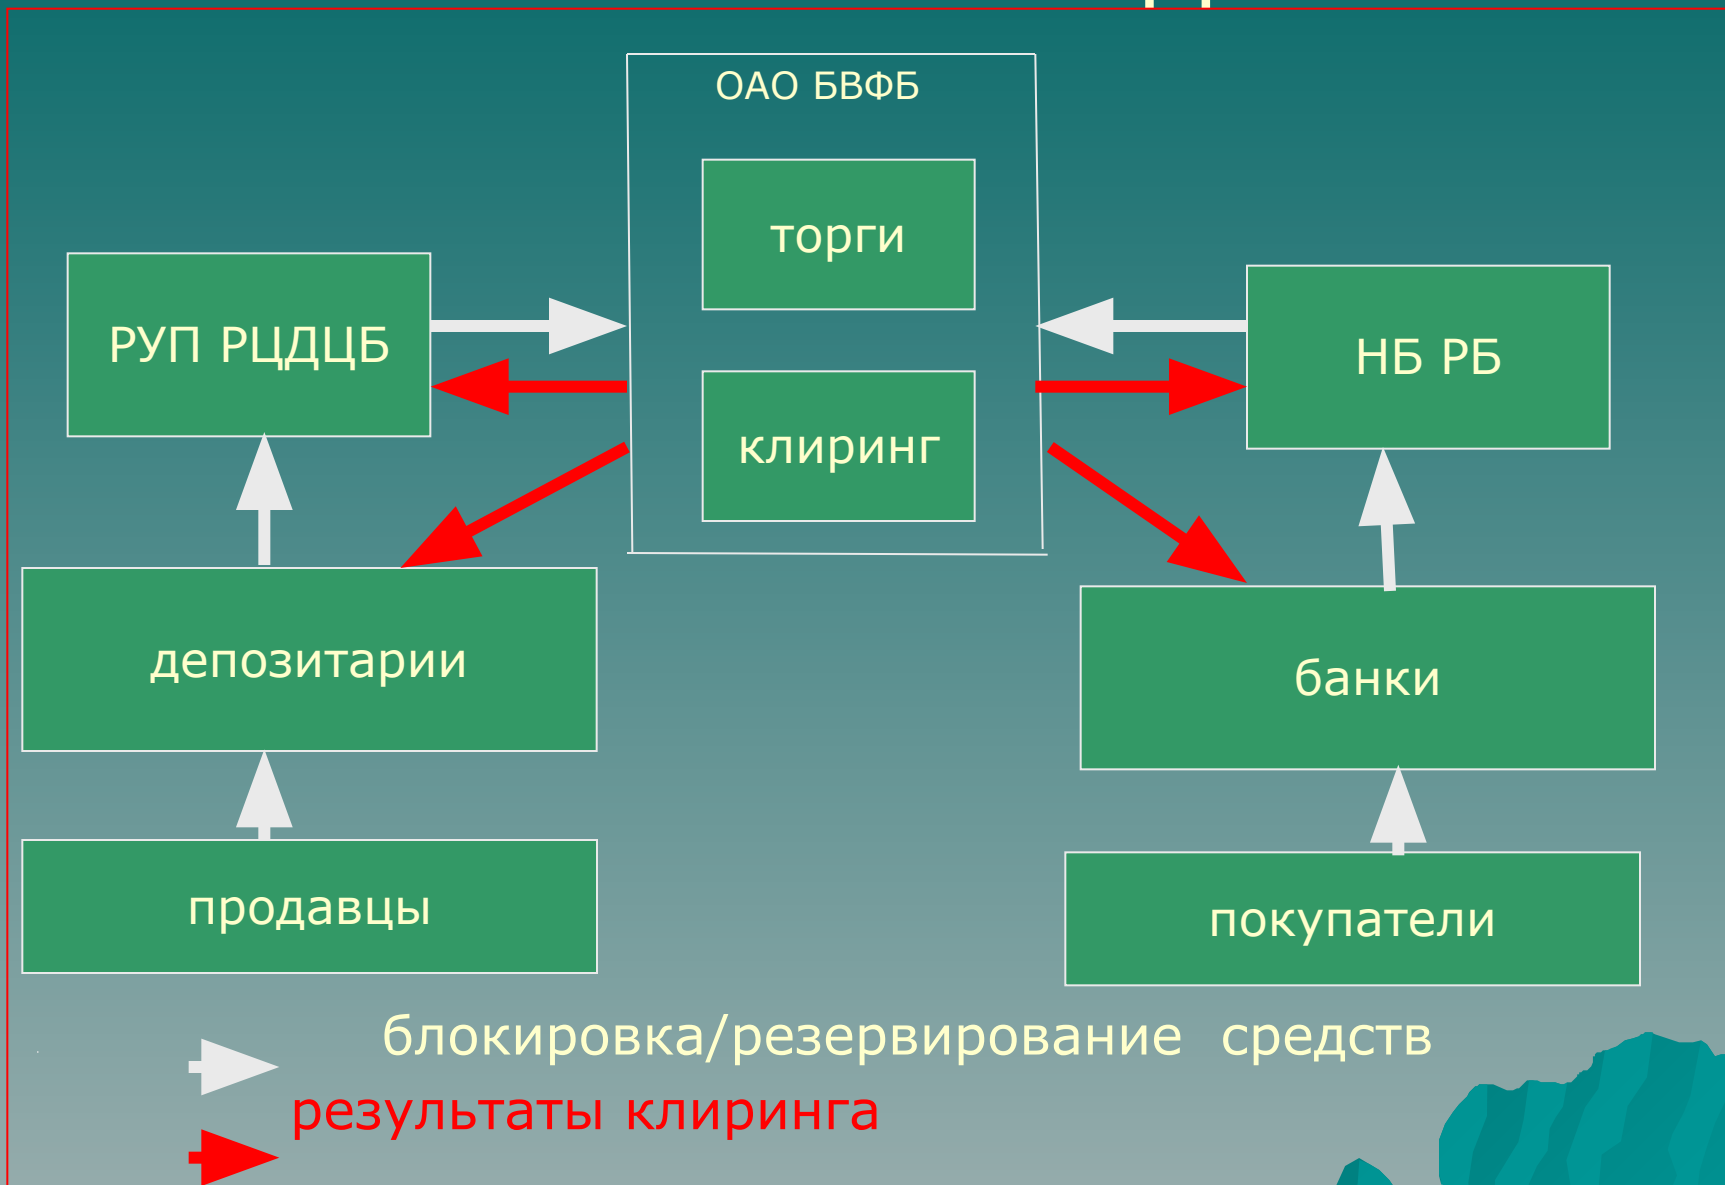 ОАО БВФБ
торги
РУП РЦДЦБ
НБ РБ
клиринг
депозитарии
банки
продавцы
покупатели
блокировка/резервирование средств
результаты клиринга